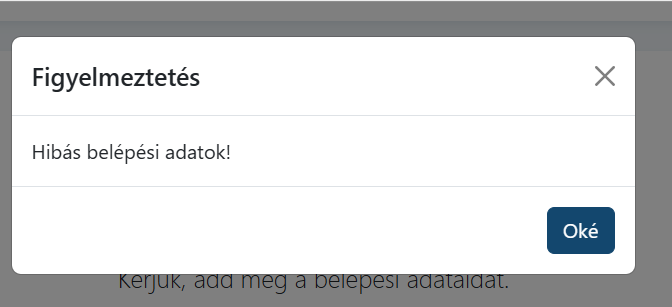 Figyelmeztetés
Hibás belépési adatok!
Oké
Kérjük, add meg a belépési adataidat.